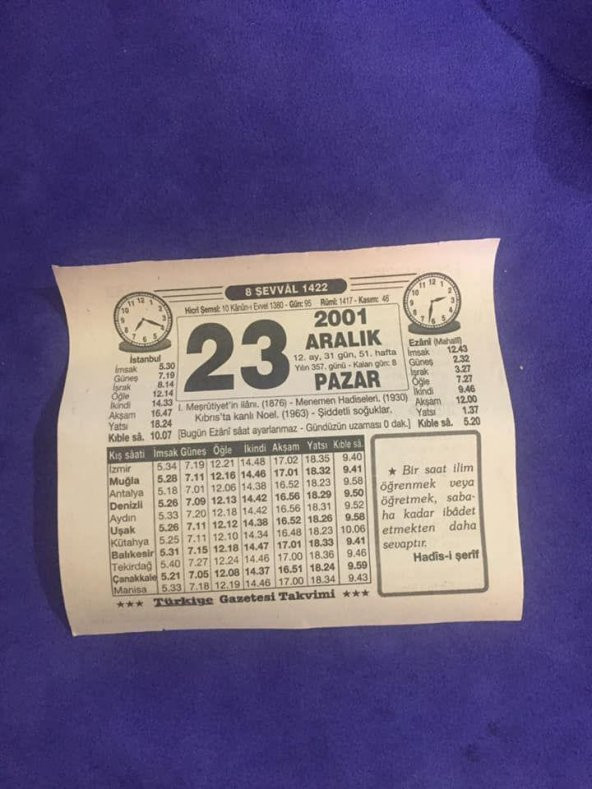 8 ŞEVVÂL 1422
Hicrî Şemsî: 10 Kânûn-ı Evvel 1380 - Gün: 95 Rûmî: 1417 - Kasım: 46
23
2001
ARALIK
12. ay, 31 gün, 51. hafta
Yılın 357. günü - Kalan gün: 8
PAZAR
İstanbul
İmsak 5.30
Güneş 7.19
İşrak 8.14
Öğle 12.14
İkindi 14.33
Akşam 16.47
Yatsı 18.24
Kıble sâ. 10.07
Ezânî (Mahallî)
İmsak 12.43
Güneş 2.32
İşrak 3.27
Öğle 7.27
İkindi 9.46
Akşam 12.00
Yatsı 1.37
Kıble sâ. 5.20
I. Meşrûtiyet'in ilânı. (1876) - Menemen Hadiseleri. (1930)
Kıbrıs'ta kanlı Noel. (1963) - Şiddetli soğuklar.
[Bugün Ezânî sâat ayarlanmaz - Gündüzün uzaması 0 dak.]
Kış sâati İmsak Güneş Öğle İkindi Akşam Yatsı Kıble sâ.
İzmir 5.34 7.19 12.21 14.48 17.02 18.35 9.40
Muğla 5.28 7.11 12.16 14.46 17.01 18.32 9.41
Antalya 5.18 7.01 12.06 14.38 16.52 18.23 9.58
Denizli 5.26 7.09 12.13 14.42 16.56 18.29 9.50
Aydın 5.33 7.20 12.18 14.42 16.56 18.31 9.52
Uşak 5.26 7.11 12.12 14.38 16.52 18.26 9.58
Kütahya 5.25 7.11 12.10 14.34 16.48 18.23 10.06
Balıkesir 5.31 7.15 12.18 14.47 17.01 18.33 9.41
Tekirdağ 5.40 7.27 12.24 14.46 17.00 18.36 9.46
Çanakkale 5.21 7.05 12.08 14.37 16.51 18.24 9.59
Manisa 5.33 7.18 12.19 14.46 17.00 18.34 9.43
★ Bir saat ilim
öğrenmek veya
öğretmek, saba-
ha kadar ibâdet
etmekten daha
sevaptır.
Hadîs-i şerîf
★★★ Türkiye Gazetesi Takvimi ★★★